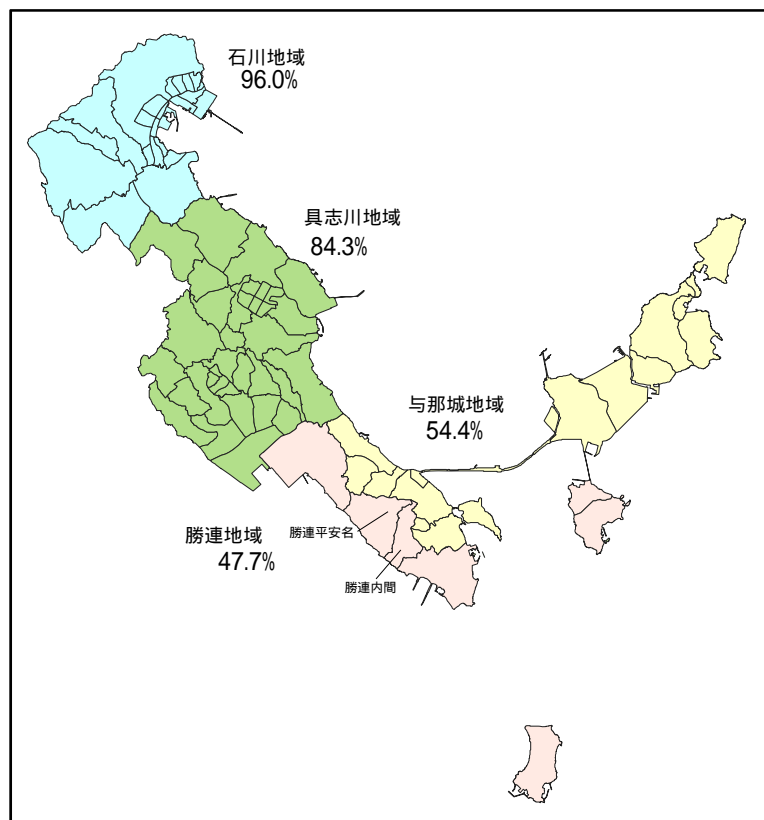 石川地域
96.0%
具志川地域
84.3%
与那城地域
54.4%
勝連地域
47.7%
勝連平安名
勝連内間